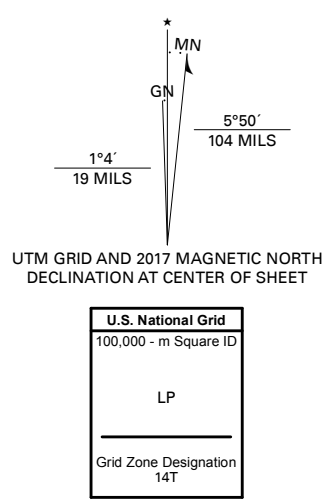 ★
MN
GN
5°50´
104 MILS
1°4´
19 MILS
UTM GRID AND 2017 MAGNETIC NORTH
DECLINATION AT CENTER OF SHEET
U.S. National Grid
100,000 - m Square ID
LP
Grid Zone Designation
14T